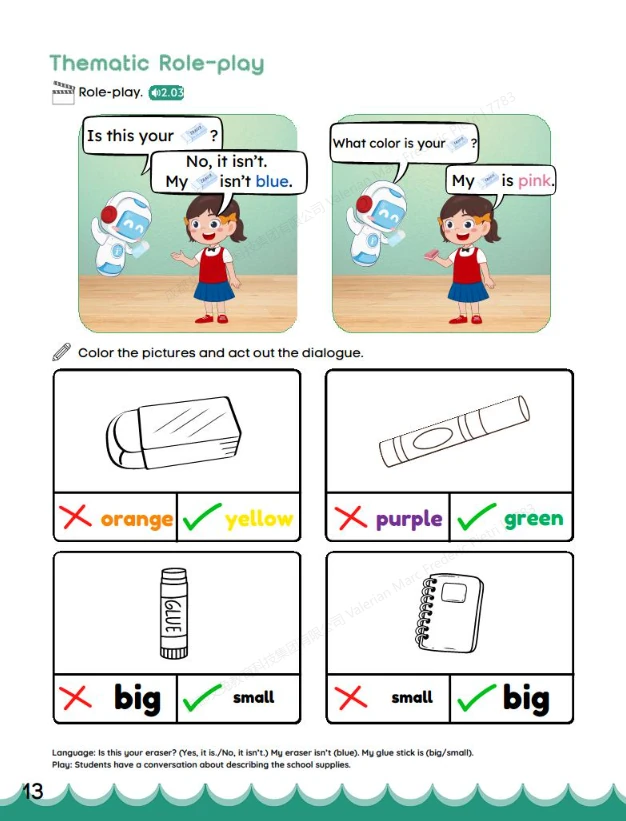 Thematic Role-play
Role-play. 2.03
Is this your ?
No, it isn't.
My isn't blue.
What color is your ?
My is pink.
Color the pictures and act out the dialogue.
orange yellow
purple green
GLUE
big small
small big
Language: Is this your eraser? (Yes, it is./No, it isn't.) My eraser isn't (blue). My glue stick is (big/small).
Play: Students have a conversation about describing the school supplies.
13